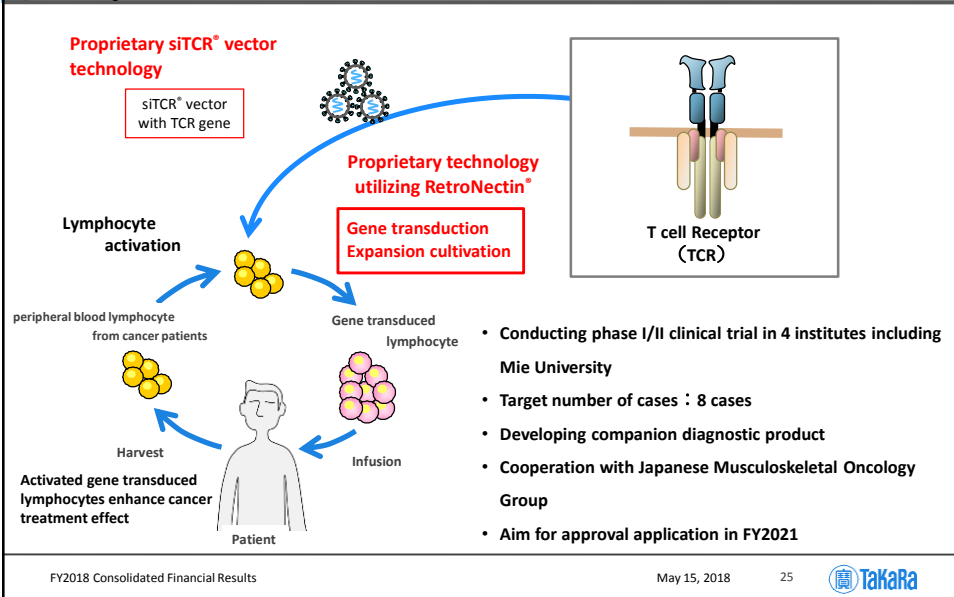 Proprietary siTCR® vector
technology
siTCR® vector
with TCR gene
Proprietary technology
utilizing RetroNectin®
Gene transduction
Expansion cultivation
T cell Receptor
（TCR）
Lymphocyte
activation
peripheral blood lymphocyte
from cancer patients
Gene transduced
lymphocyte
Harvest
Infusion
Activated gene transduced
lymphocytes enhance cancer
treatment effect
Patient
• Conducting phase I/II clinical trial in 4 institutes including
Mie University
• Target number of cases：8 cases
• Developing companion diagnostic product
• Cooperation with Japanese Musculoskeletal Oncology
Group
• Aim for approval application in FY2021
FY2018 Consolidated Financial Results
May 15, 2018
25
寳 TaKaRa